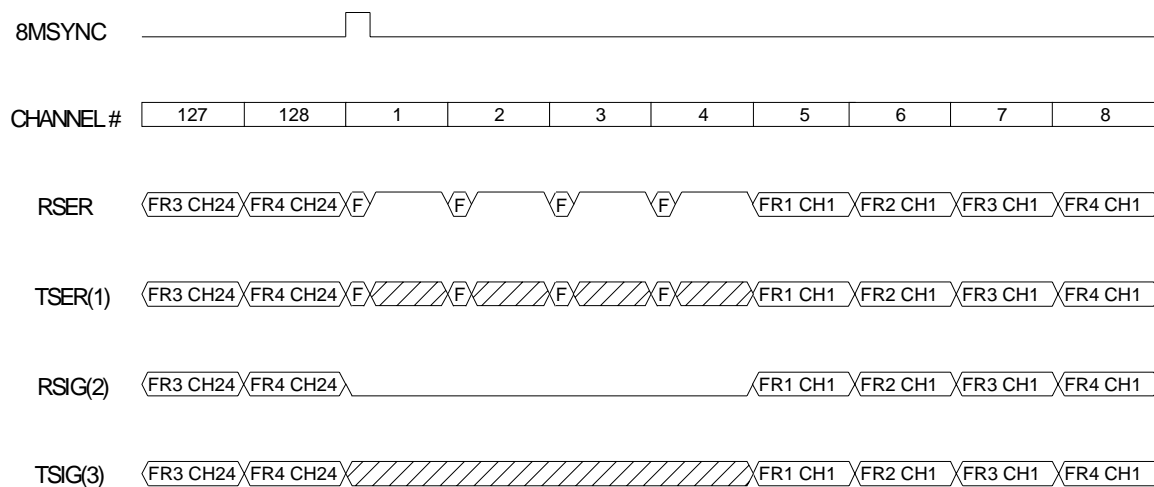 8MSYNC
CHANNEL # 127 128 1 2 3 4 5 6 7 8
RSER FR3 CH24 FR4 CH24 F F F F FR1 CH1 FR2 CH1 FR3 CH1 FR4 CH1
TSER(1) FR3 CH24 FR4 CH24 F F F F FR1 CH1 FR2 CH1 FR3 CH1 FR4 CH1
RSIG(2) FR3 CH24 FR4 CH24 FR1 CH1 FR2 CH1 FR3 CH1 FR4 CH1
TSIG(3) FR3 CH24 FR4 CH24 FR1 CH1 FR2 CH1 FR3 CH1 FR4 CH1